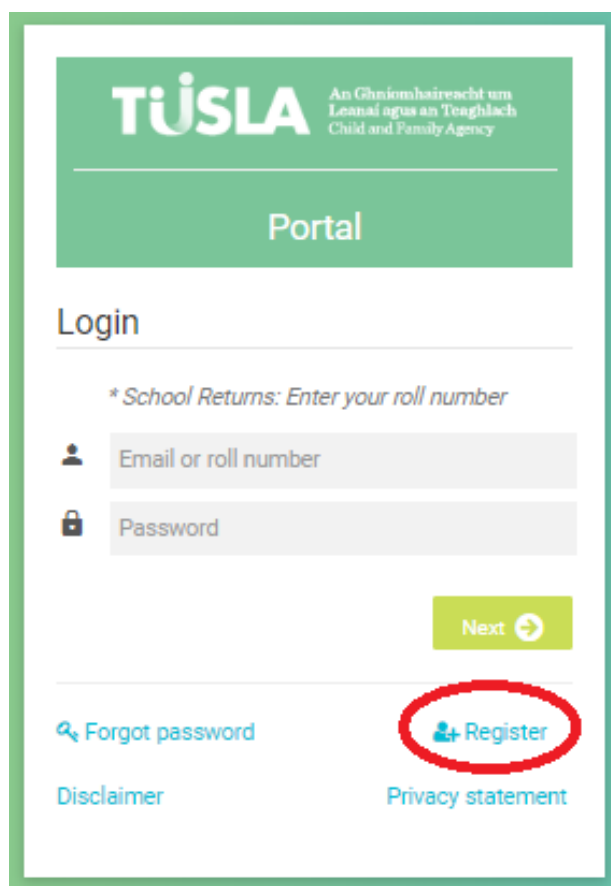 TÚSLA
An Ghníomhaireacht um
Leanaí agus an Teaghlach
Child and Family Agency
Portal
Login
* School Returns: Enter your roll number
Email or roll number
Password
Next
Forgot password
Register
Disclaimer
Privacy statement